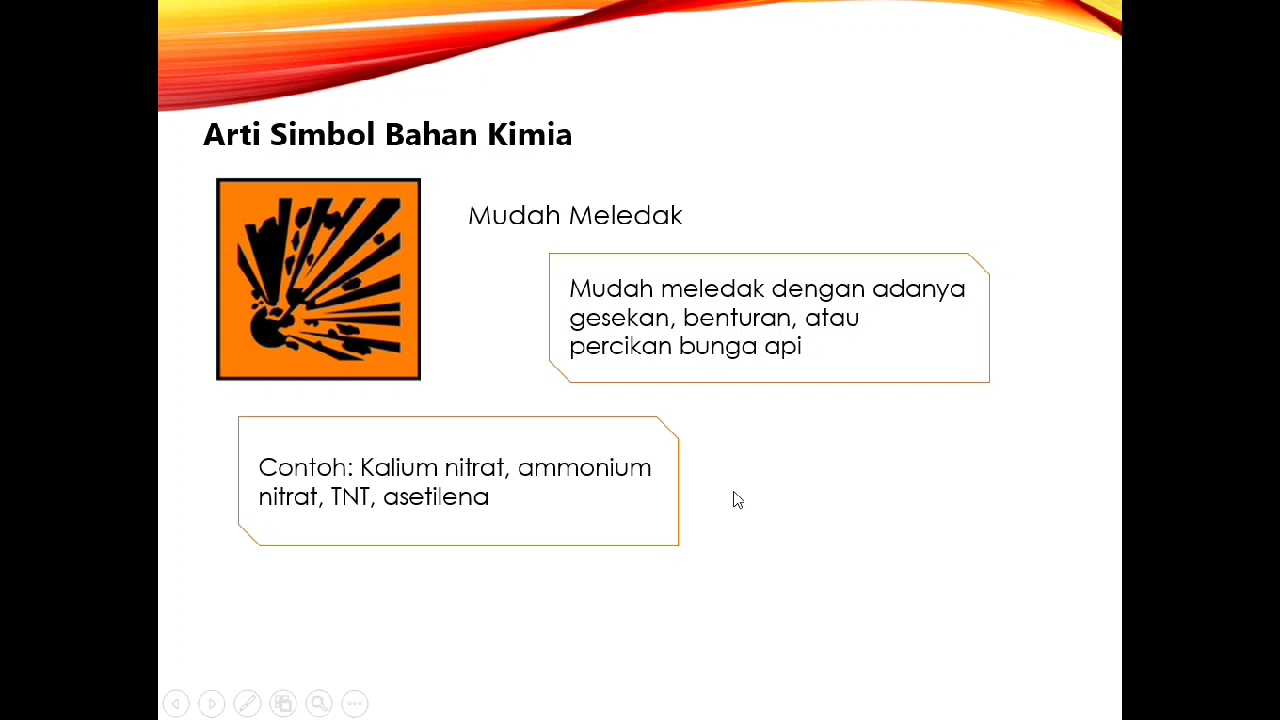 Arti Simbol Bahan Kimia
Mudah Meledak
Mudah meledak dengan adanya
gesekan, benturan, atau
percikan bunga api
Contoh: Kalium nitrat, ammonium
nitrat, TNT, asetilena